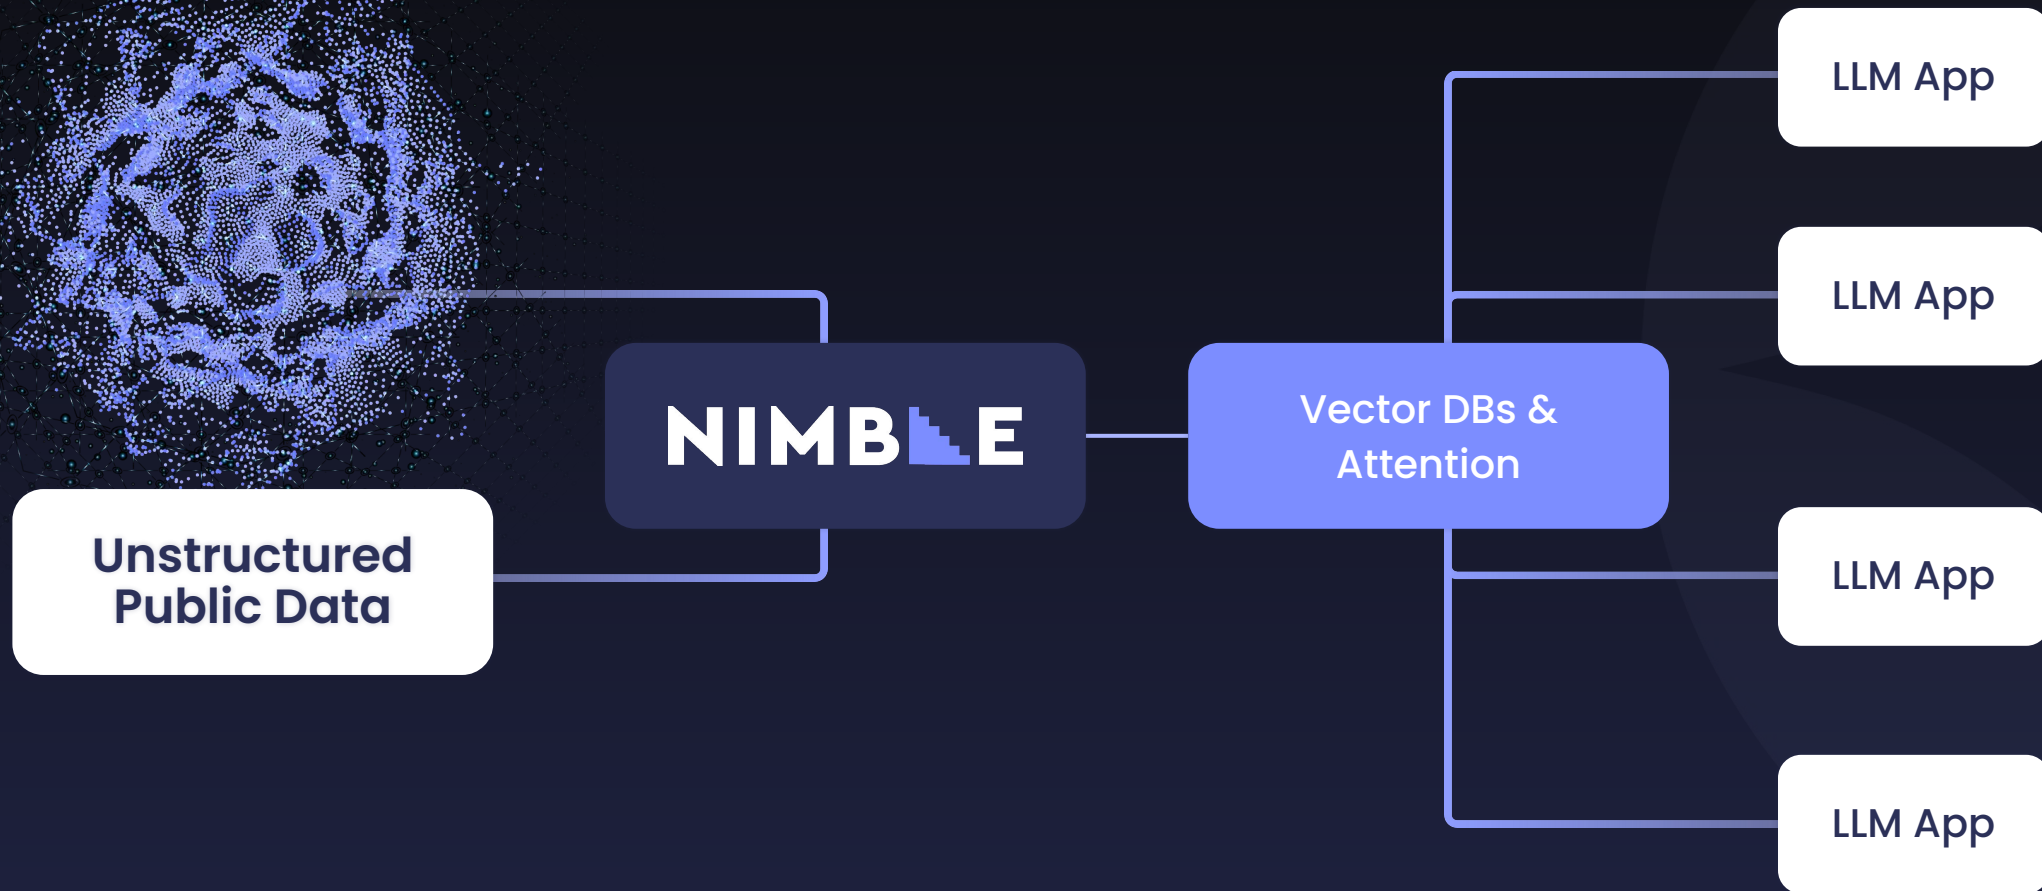 LLM App
LLM App
NIMBLE
Vector DBs &
Attention
Unstructured
Public Data
LLM App
LLM App